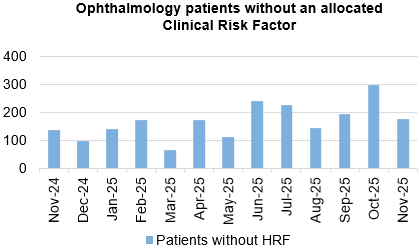 Ophthalmology patients without an allocated
Clinical Risk Factor
400
300
200
100
0
Nov-24
Dec-24
Jan-25
Feb-25
Mar-25
Apr-25
May-25
Jun-25
Jul-25
Aug-25
Sep-25
Oct-25
Nov-25
Patients without HRF